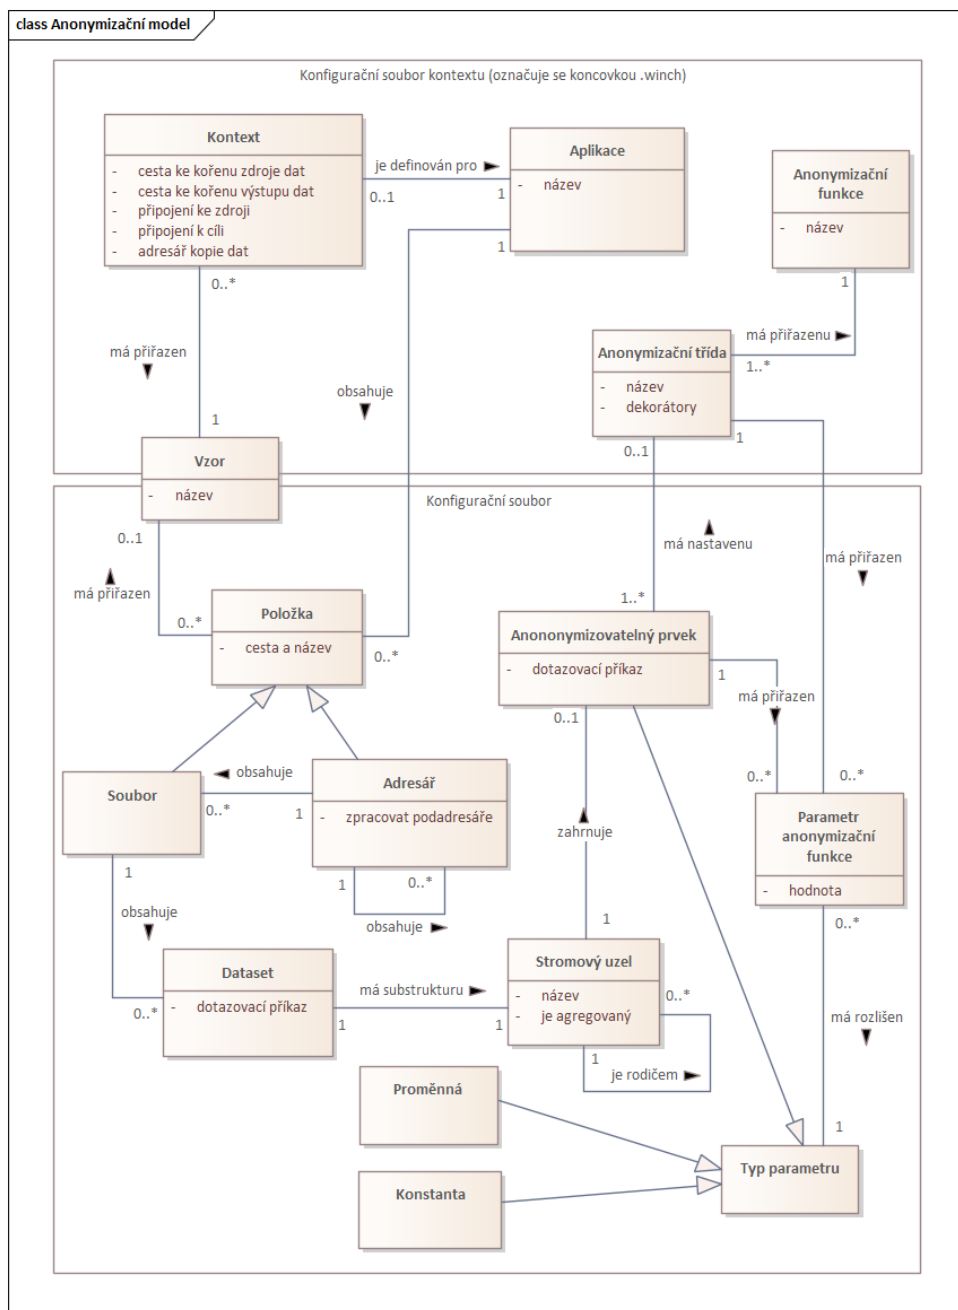 class Anonymizační model
Konfigurační soubor kontextu (označuje se koncovkou .winch)
Kontext
- cesta ke kořenu zdroje dat
- cesta ke kořenu výstupu dat
- připojení ke zdroji
- připojení k cíli
- adresář kopie dat
je definován pro
0..1
1
Aplikace
- název
1
Anonymizační
funkce
- název
1
0..*
má přiřazen
1
obsahuje
má přiřazenu
1..*
Anonymizační třída
- název
- dekorátory
0..1
1
Vzor
- název
Konfigurační soubor
0..1
má přiřazen
0..*
má nastavenu
má přiřazen
Položka
- cesta a název
0..*
1..*
Anononymizovatelný prvek
- dotazovací příkaz
0..1
1
má přiřazen
0..*
0..*
Soubor
obsahuje
0..*
1
Adresář
- zpracovat podadresáře
1
0..*
obsahuje
zahrnuje
Parametr
anonymizační
funkce
- hodnota
0..*
1
obsahuje
0..*
Dataset
- dotazovací příkaz
1
má substrukturu
1
1
Stromový uzel
- název
- je agregovaný
0..*
1
je rodičem
má rozlišen
1
Proměnná
Konstanta
Typ parametru